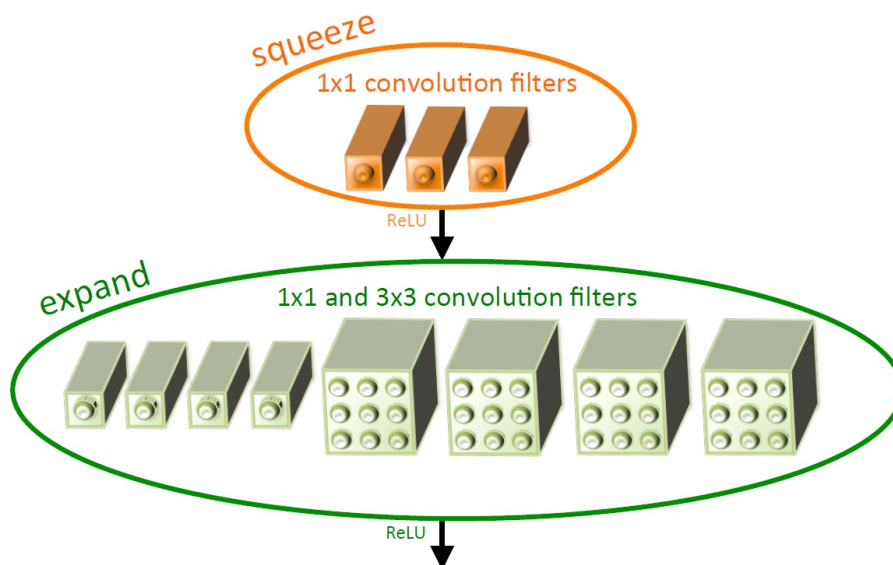 squeeze
1x1 convolution filters
ReLU
expand
1x1 and 3x3 convolution filters
ReLU